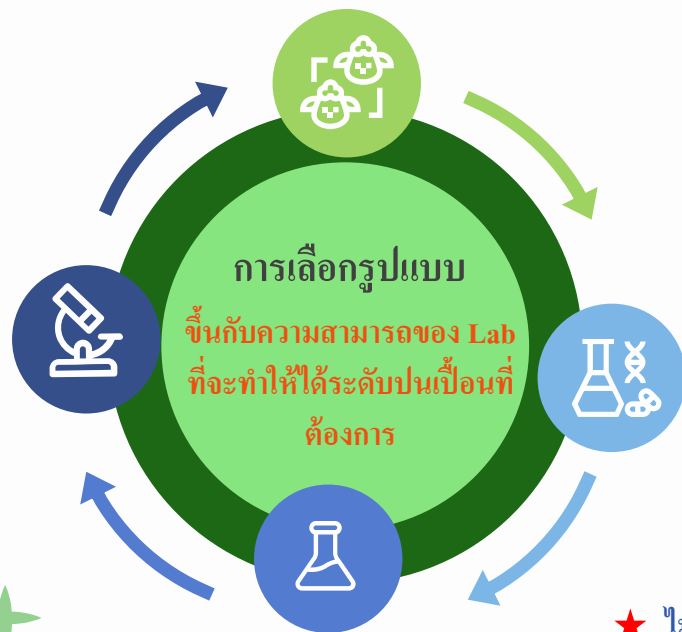 การเลือกรูปแบบ
ขึ้นกับความสามารถของ Lab
ที่จะทำให้ได้ระดับปนเปื้อนที่
ต้องการ